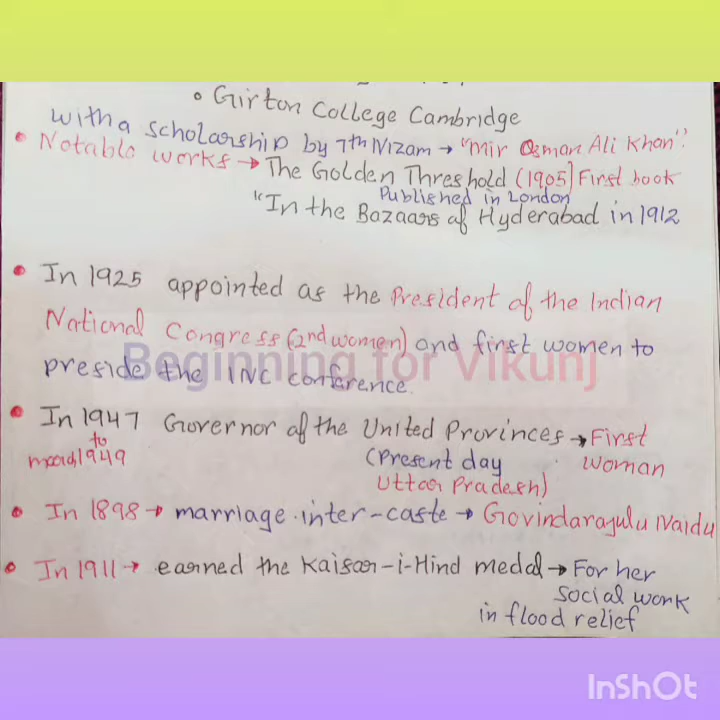 • Girton College Cambridge
with a scholarship by 7th Nizam → "Mir Osman Ali Khan".
• Notable works → The Golden Threshold (1905) First book
Published in London
"In the Bazaars of Hyderabad in 1912
• In 1925 appointed as the President of the Indian
National Congress (2nd women) and first women to
preside the INC conference.
Beginning for Vikunj
• In 1947 Governor of the United Provinces → First
to
march,1949 (Present day woman
Uttar Pradesh)
• In 1898 → marriage. inter-caste → Govindarajulu Naidu
• In 1911 → earned the Kaisar-i-Hind medal → For her
social work
in flood relief
InShOt